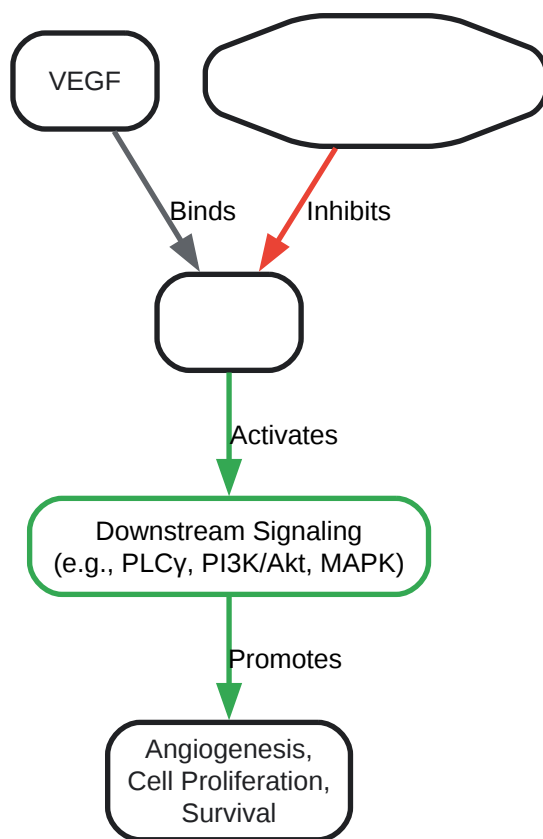 VEGF
Binds
Inhibits
Activates
Downstream Signaling
(e.g., PLCγ, PI3K/Akt, MAPK)
Promotes
Angiogenesis,
Cell Proliferation,
Survival